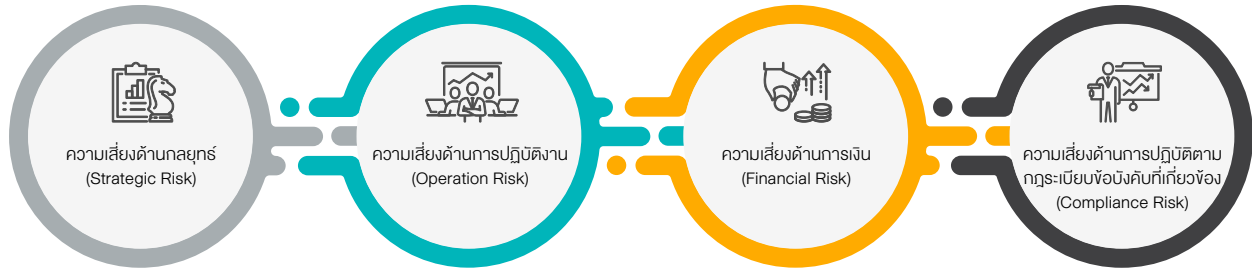 ความเสี่ยงด้านกลยุทธ์
(Strategic Risk)
ความเสี่ยงด้านการปฏิบัติงาน
(Operation Risk)
ความเสี่ยงด้านการเงิน
(Financial Risk)
ความเสี่ยงด้านการปฏิบัติตาม
กฎระเบียบข้อบังคับที่เกี่ยวข้อง
(Compliance Risk)